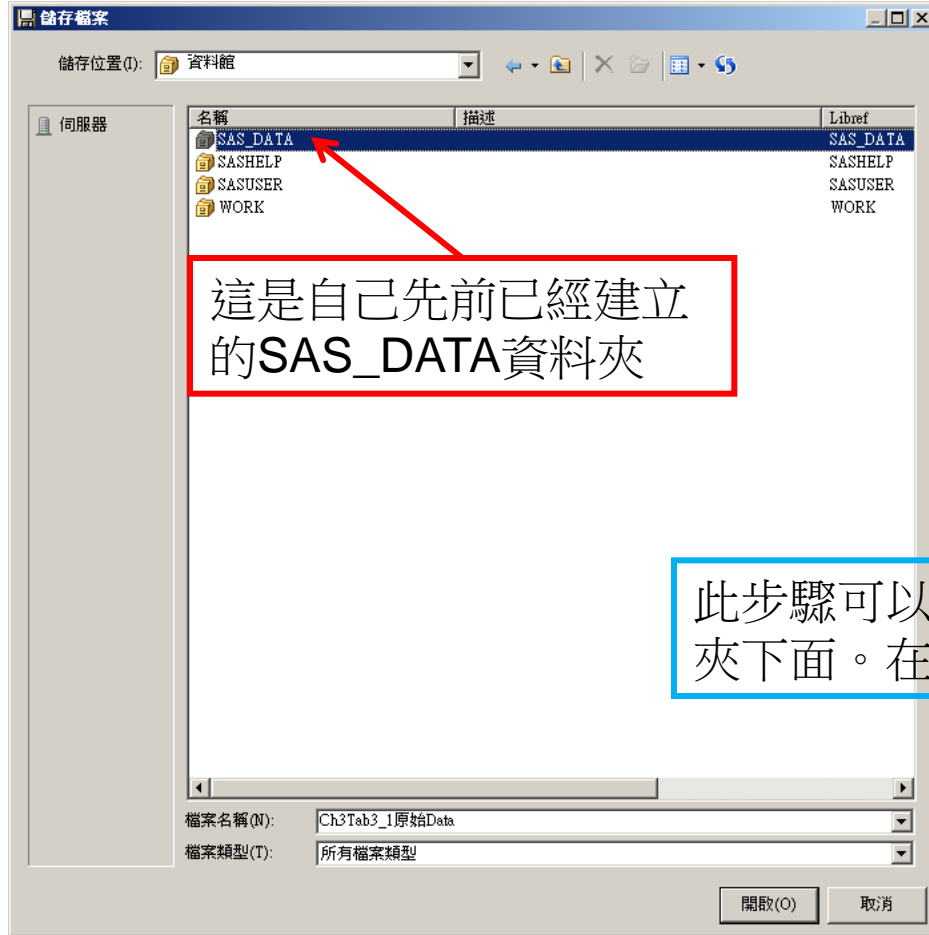 儲存檔案
儲存位置(I): 資料館
伺服器
名稱 描述 Libref
SAS_DATA SAS_DATA
SASHELP SASHELP
SASUSER SASUSER
WORK WORK
這是自己先前已經建立
的SAS_DATA資料夾
此步驟可以
夾下面。在
檔案名稱(N): Ch3Tab3_1原始Data
檔案類型(T): 所有檔案類型
開啟(O) 取消